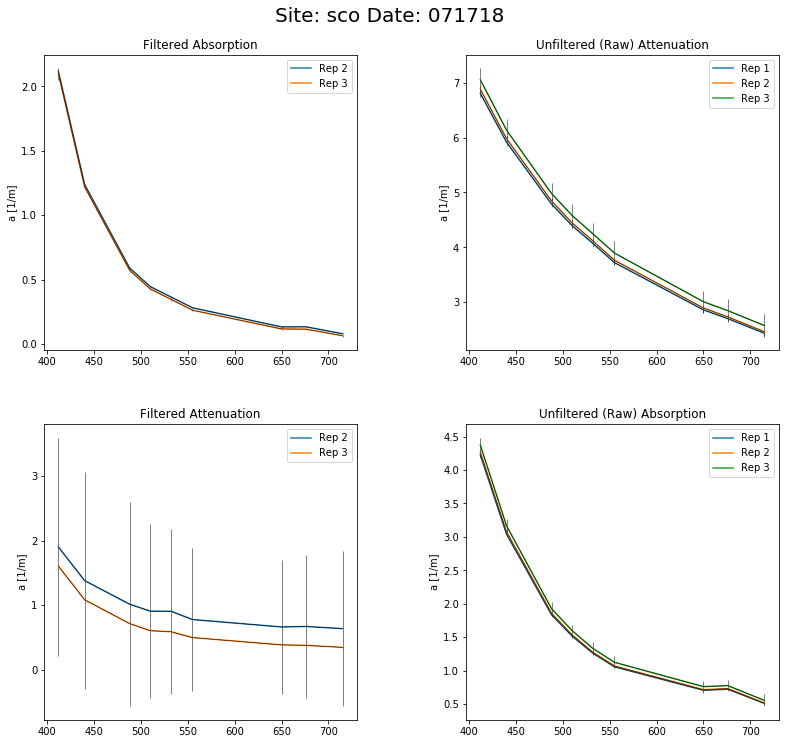 Site: sco Date: 071718
Filtered Absorption
Rep 2
Rep 3
a [1/m]
2.0
1.5
1.0
0.5
0.0
400 450 500 550 600 650 700
Unfiltered (Raw) Attenuation
Rep 1
Rep 2
Rep 3
a [1/m]
7
6
5
4
3
400 450 500 550 600 650 700
Filtered Attenuation
Rep 2
Rep 3
a [1/m]
3
2
1
0
400 450 500 550 600 650 700
Unfiltered (Raw) Absorption
Rep 1
Rep 2
Rep 3
a [1/m]
4.5
4.0
3.5
3.0
2.5
2.0
1.5
1.0
0.5
400 450 500 550 600 650 700